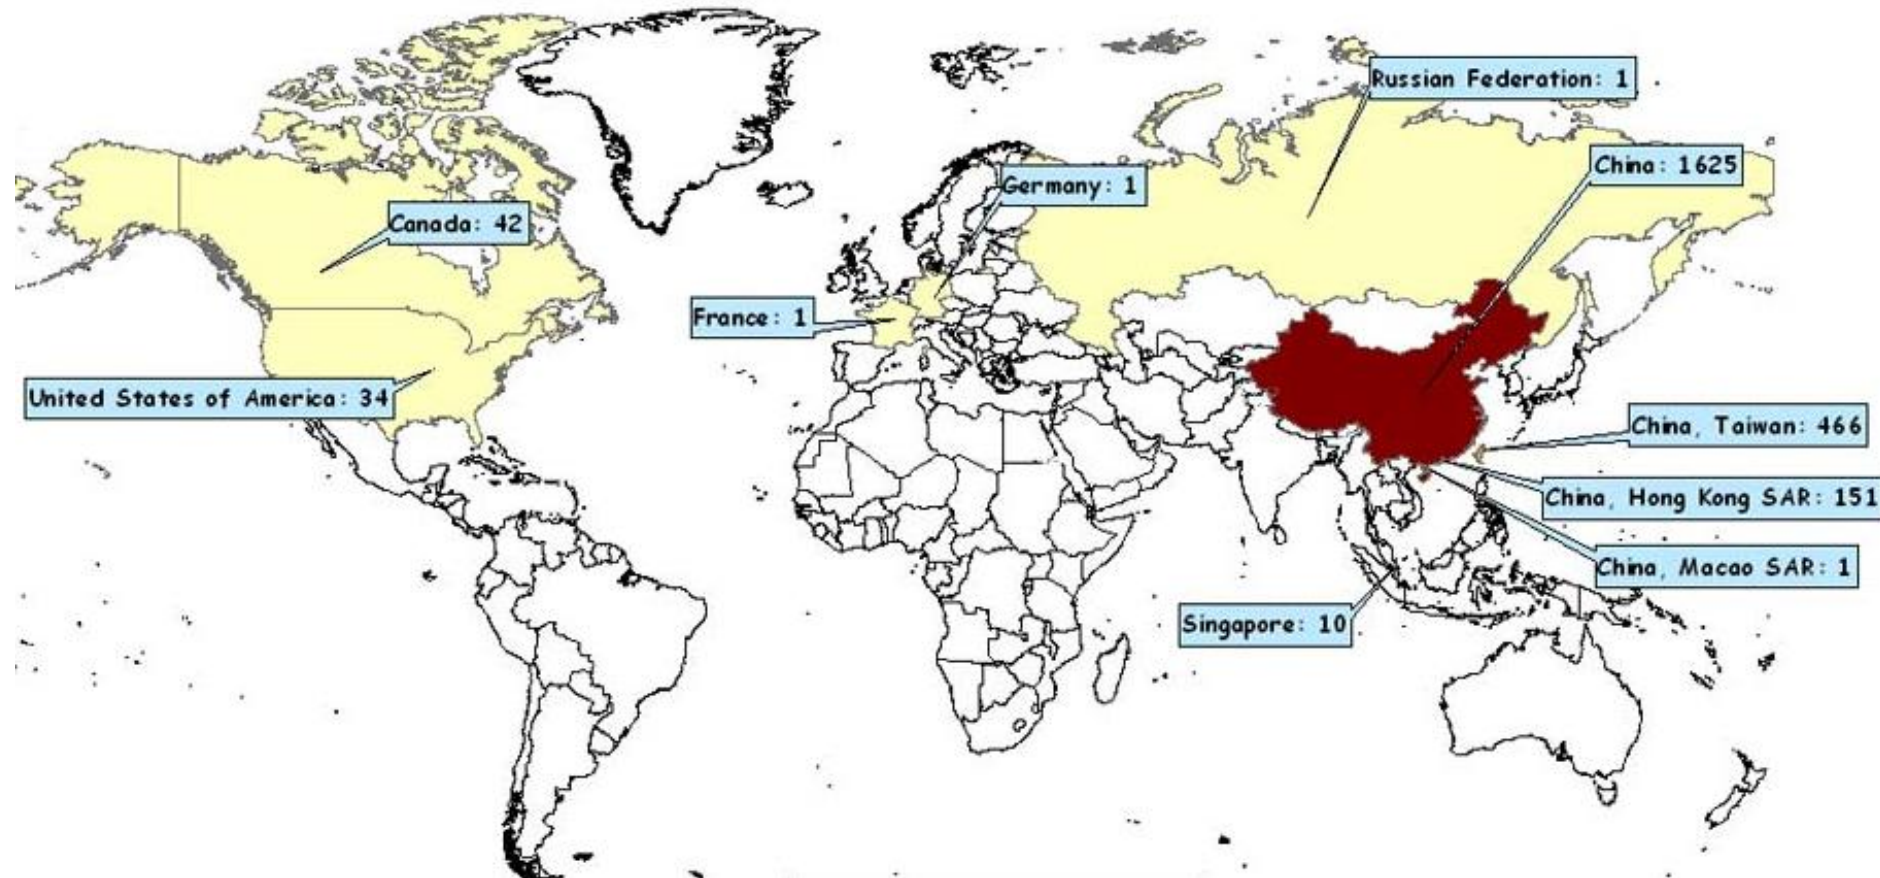 Russian Federation: 1
China: 1625
Germany: 1
Canada: 42
France: 1
United States of America: 34
China, Taiwan: 466
China, Hong Kong SAR: 151
China, Macao SAR: 1
Singapore: 10